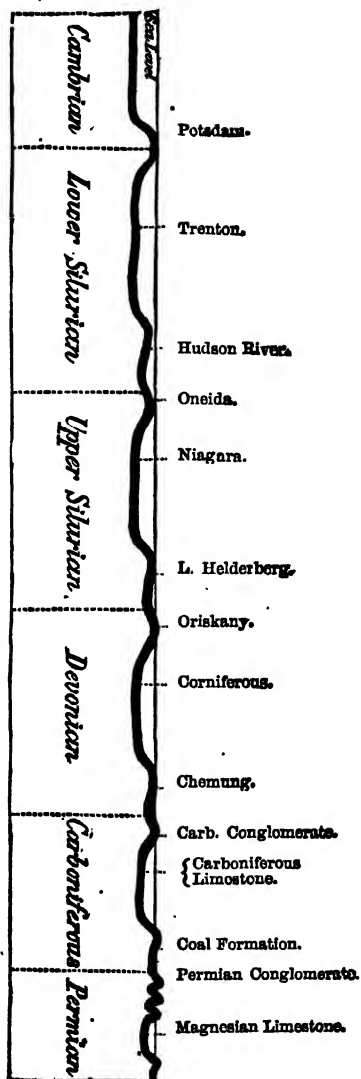 Sea Level
Cambrian
Potsdam.
Lower Silurian
Trenton.
Hudson River.
Oneida.
Upper Silurian.
Niagara.
L. Helderberg.
Oriskany.
Devonian
Corniferous.
Chemung.
Carboniferous
Carb. Conglomerate.
{Carboniferous
Limestone.
Coal Formation.
Permian Conglomerate.
Permian
Magnesian Limestone.